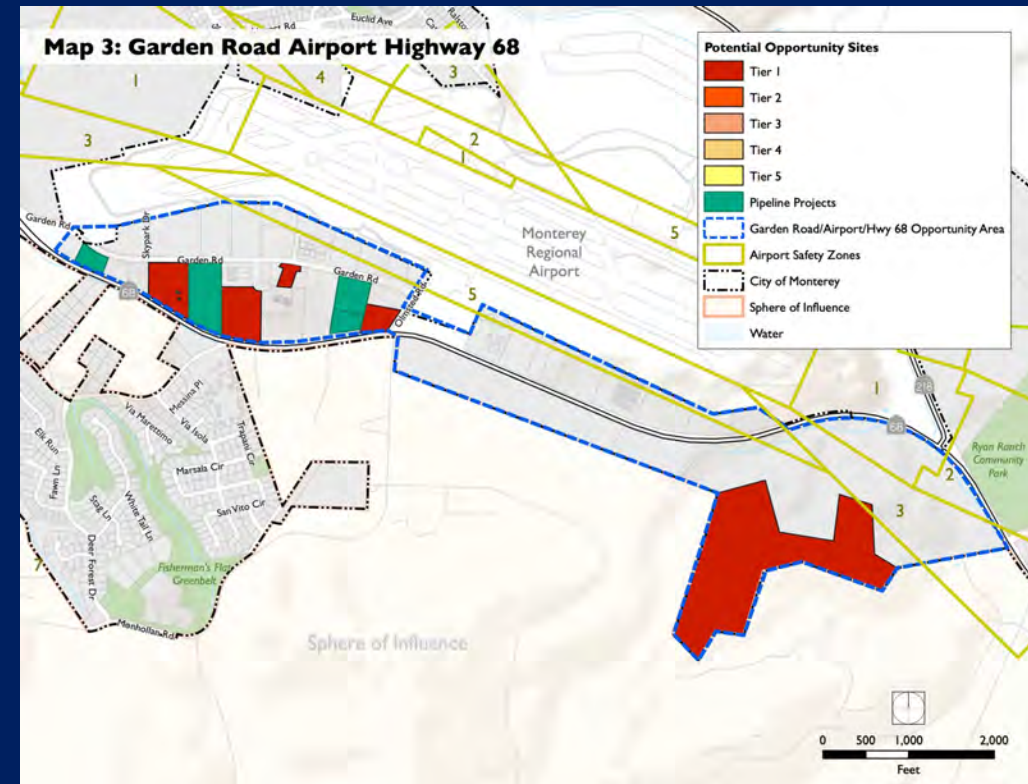 Map 3: Garden Road Airport Highway 68
Euclid Ave
Potential Opportunity Sites
Tier 1
Tier 2
Tier 3
Tier 4
Tier 5
Pipeline Projects
Garden Road/Airport/Hwy 68 Opportunity Area
Airport Safety Zones
City of Monterey
Sphere of Influence
Water
1
4
3
3
2
1
5
5
Monterey
Regional
Airport
Garden Rd
Skypark Dr
Garden Rd
Garden Rd
Olmsted Rd
68
1
218
68
2
3
Ryan Ranch
Community
Park
Messina Pl
Via Marettimo
Via Isola
Trapani Cir
Marsala Cir
San Vito Cir
Elk Run
Fawn Ln
Stag Ln
White Tail Ln
Deer Forest Dr
7
Fisherman's Flat
Greenbelt
Monhollan Rd
Sphere of Influence
0 500 1,000 2,000
Feet